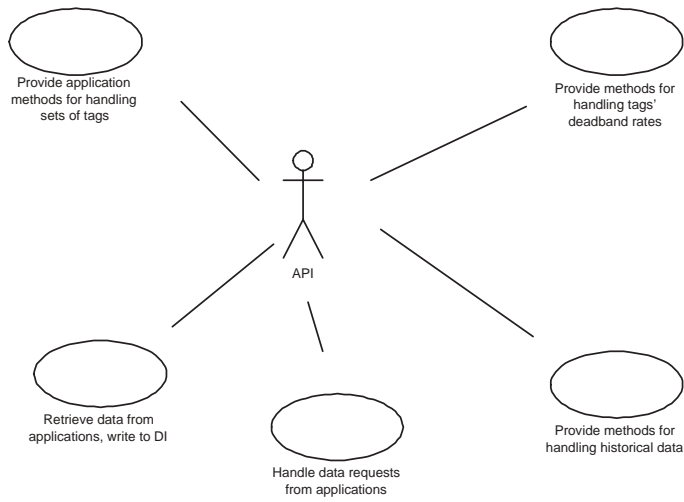 Provide application
methods for handling
sets of tags
Provide methods for
handling tags'
deadband rates
API
Retrieve data from
applications, write to DI
Handle data requests
from applications
Provide methods for
handling historical data